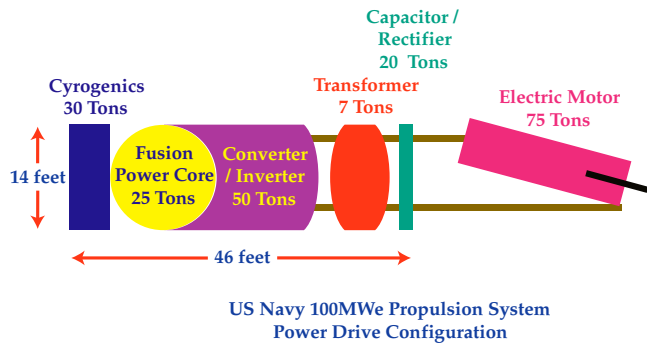 Capacitor /
Rectifier
20 Tons
Cyrogenics
30 Tons
Transformer
7 Tons
Electric Motor
75 Tons
14 feet
Fusion
Power Core
25 Tons
Converter
/ Inverter
50 Tons
46 feet
US Navy 100MWe Propulsion System
Power Drive Configuration